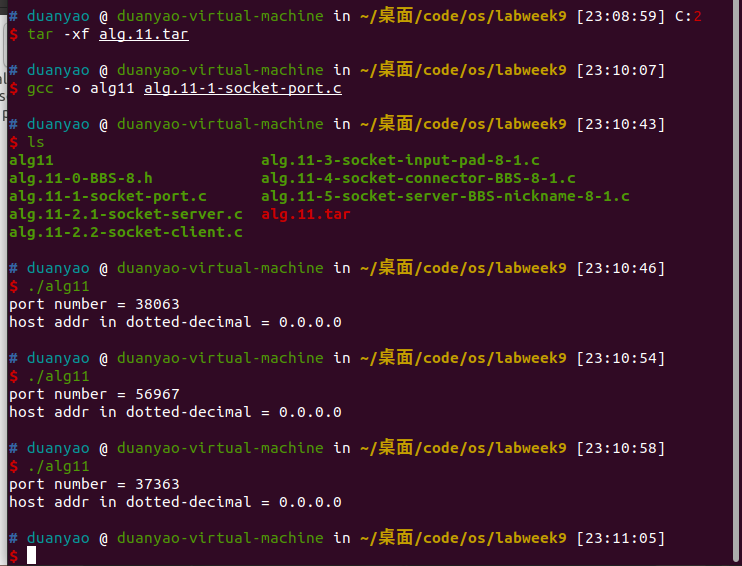 # duanyao @ duanyao-virtual-machine in ~/桌面/code/os/labweek9 [23:08:59] C:2
$ tar -xf alg.11.tar
# duanyao @ duanyao-virtual-machine in ~/桌面/code/os/labweek9 [23:10:07]
$ gcc -o alg11 alg.11-1-socket-port.c
# duanyao @ duanyao-virtual-machine in ~/桌面/code/os/labweek9 [23:10:43]
$ ls
alg11 alg.11-3-socket-input-pad-8-1.c
alg.11-0-BBS-8.h alg.11-4-socket-connector-BBS-8-1.c
alg.11-1-socket-port.c alg.11-5-socket-server-BBS-nickname-8-1.c
alg.11-2.1-socket-server.c alg.11.tar
alg.11-2.2-socket-client.c
# duanyao @ duanyao-virtual-machine in ~/桌面/code/os/labweek9 [23:10:46]
$ ./alg11
port number = 38063
host addr in dotted-decimal = 0.0.0.0
# duanyao @ duanyao-virtual-machine in ~/桌面/code/os/labweek9 [23:10:54]
$ ./alg11
port number = 56967
host addr in dotted-decimal = 0.0.0.0
# duanyao @ duanyao-virtual-machine in ~/桌面/code/os/labweek9 [23:10:58]
$ ./alg11
port number = 37363
host addr in dotted-decimal = 0.0.0.0
# duanyao @ duanyao-virtual-machine in ~/桌面/code/os/labweek9 [23:11:05]
$